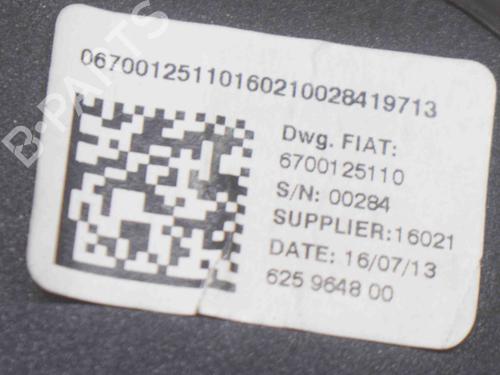 06700125110160210028419713
Dwg. FIAT:
6700125110
S/N: 00284
SUPPLIER:16021
DATE: 16/07/13
625 9648 00
B-PARTS